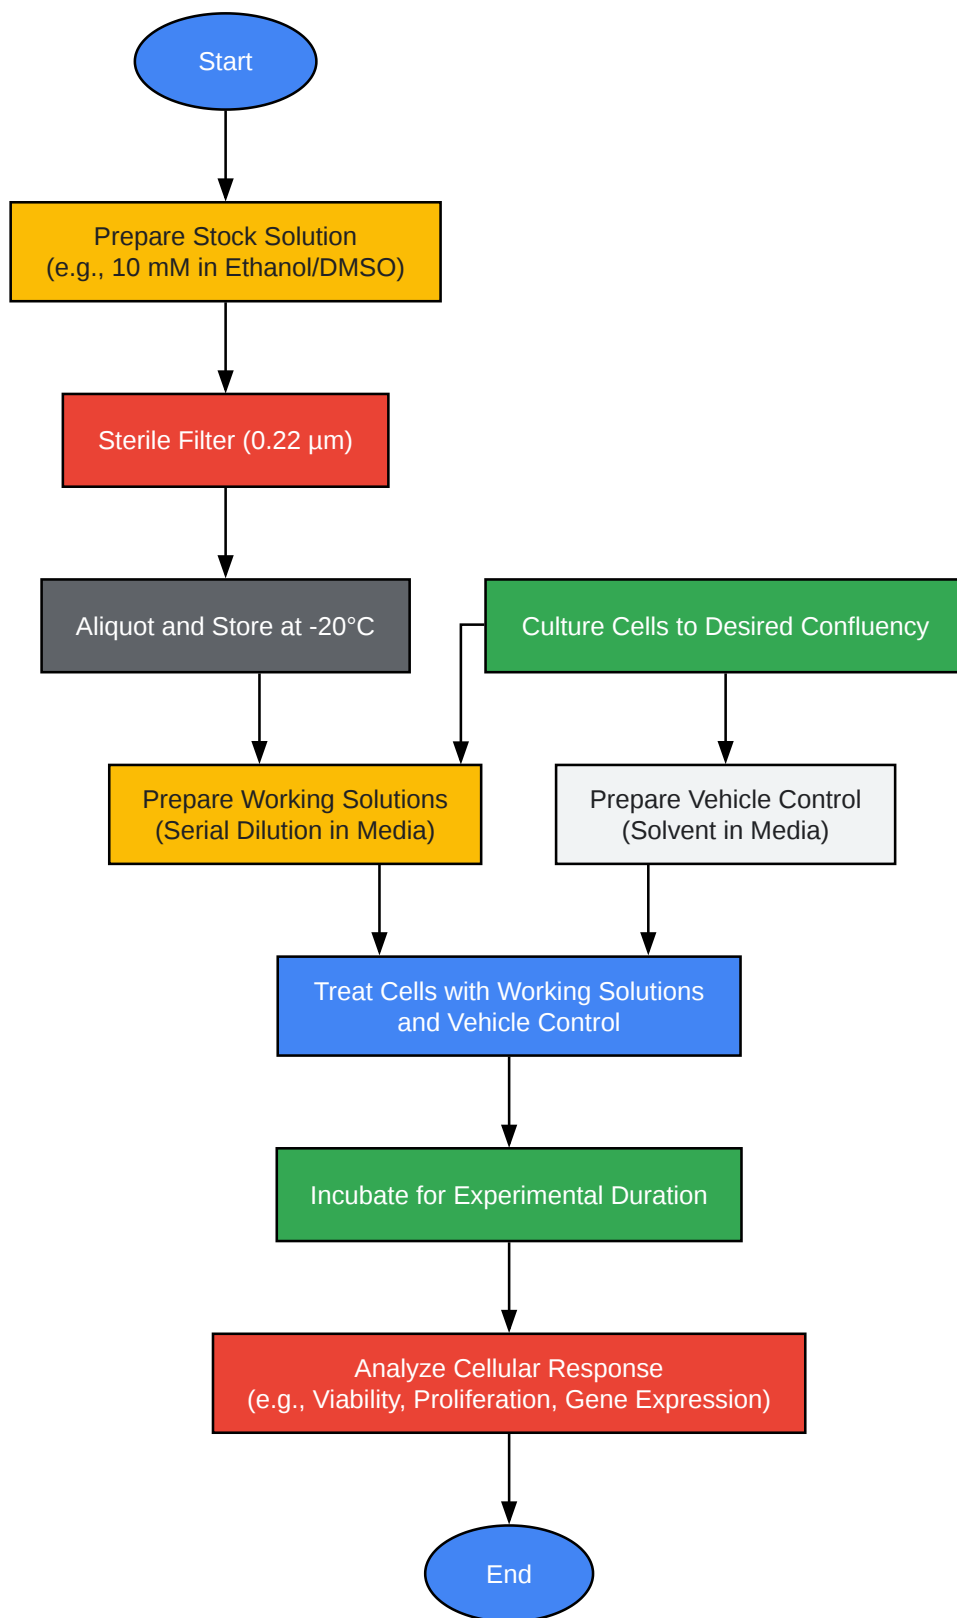 Start
Prepare Stock Solution
(e.g., 10 mM in Ethanol/DMSO)
Sterile Filter (0.22 µm)
Aliquot and Store at -20°C
Culture Cells to Desired Confluency
Prepare Working Solutions
(Serial Dilution in Media)
Prepare Vehicle Control
(Solvent in Media)
Treat Cells with Working Solutions
and Vehicle Control
Incubate for Experimental Duration
Analyze Cellular Response
(e.g., Viability, Proliferation, Gene Expression)
End